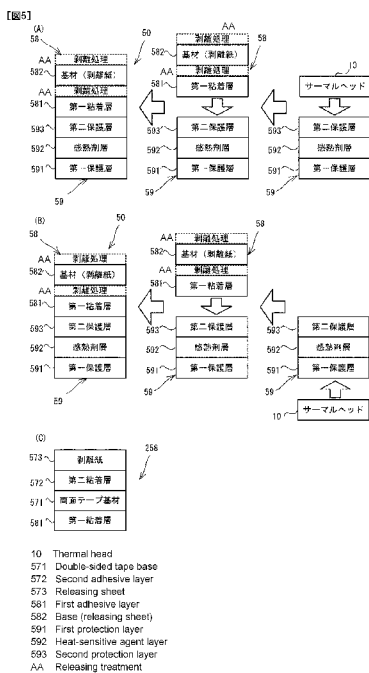 【図5】
(A)
58
50
AA
剥離処理
582
基材（剥離紙）
AA
剥離処理
581
第一粘着層
593
第二保護層
592
感熱剤層
591
第一保護層
59
AA
剥離処理
582
基材（剥離紙）
58
AA
剥離処理
581
第一粘着層
593
第二保護層
592
感熱剤層
591
第一保護層
59
10
サーマルヘッド
593
第二保護層
592
感熱剤層
591
第一保護層
59
(B)
58
50
AA
剥離処理
582
基材（剥離紙）
AA
剥離処理
581
第一粘着層
593
第二保護層
592
感熱剤層
591
第一保護層
59
AA
剥離処理
582
基材（剥離紙）
58
AA
剥離処理
581
第一粘着層
593
第二保護層
592
感熱剤層
591
第一保護層
59
593
第二保護層
592
感熱剤層
591
第一保護層
59
10
サーマルヘッド
(C)
573
剥離紙
572
第二粘着層
571
両面テープ基材
581
第一粘着層
258
10 Thermal head
571 Double-sided tape base
572 Second adhesive layer
573 Releasing sheet
581 First adhesive layer
582 Base (releasing sheet)
591 First protection layer
592 Heat-sensitive agent layer
593 Second protection layer
AA Releasing treatment